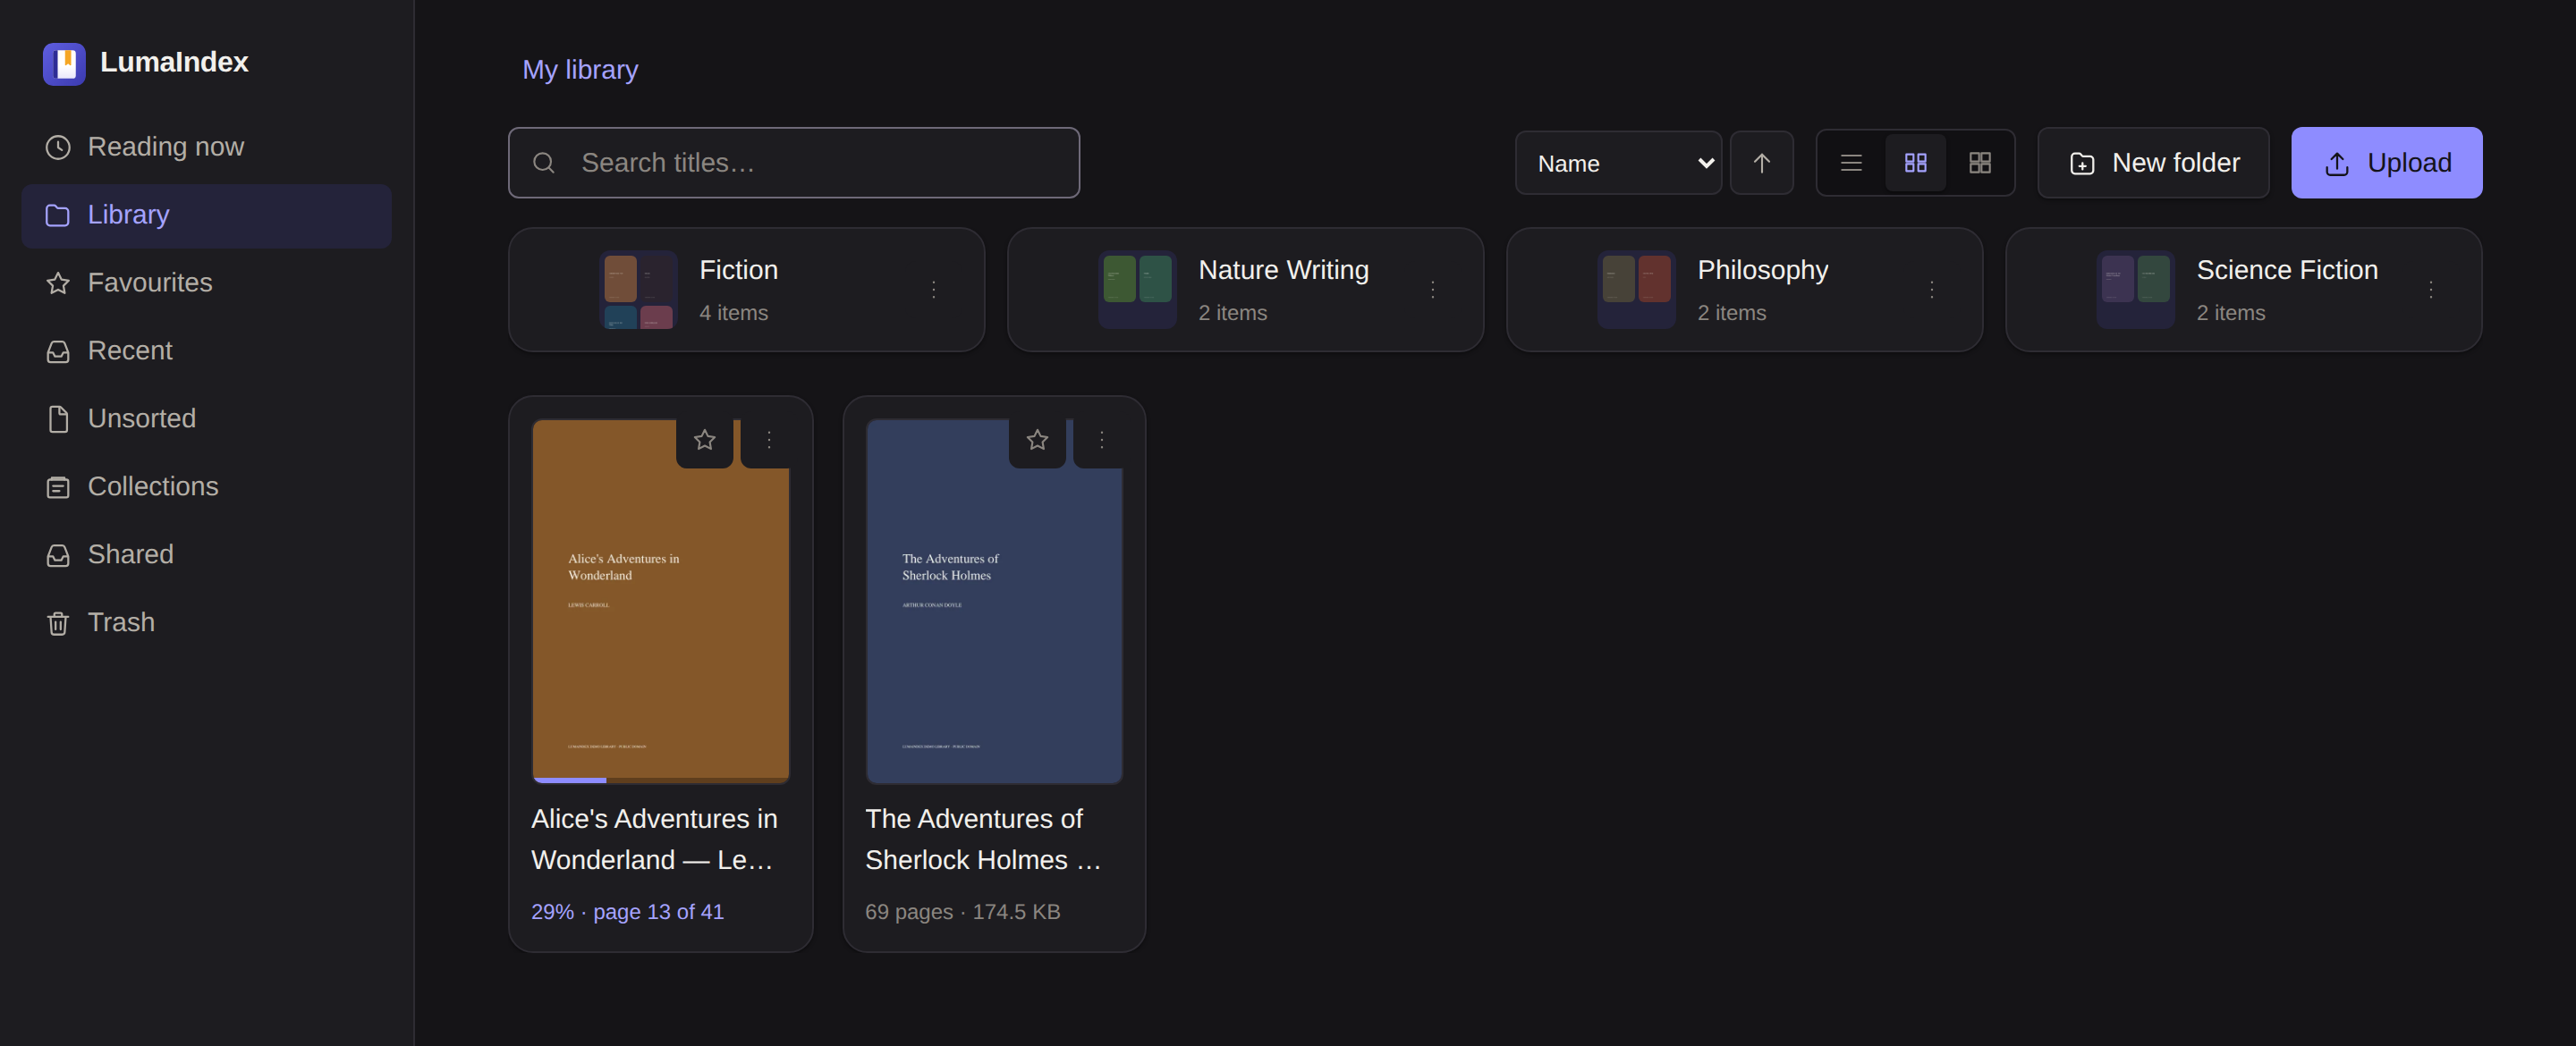 LumaIndex
Reading now
Library
Favourites
Recent
Unsorted
Collections
Shared
Trash
My library
Search titles…
Name
New folder
Upload
Fiction
4 items
Nature Writing
2 items
Philosophy
2 items
Science Fiction
2 items
Alice's Adventures in
Wonderland
LEWIS CARROLL
Alice's Adventures in
Wonderland — Le…
29% · page 13 of 41
The Adventures of
Sherlock Holmes
ARTHUR CONAN DOYLE
The Adventures of
Sherlock Holmes …
69 pages · 174.5 KB